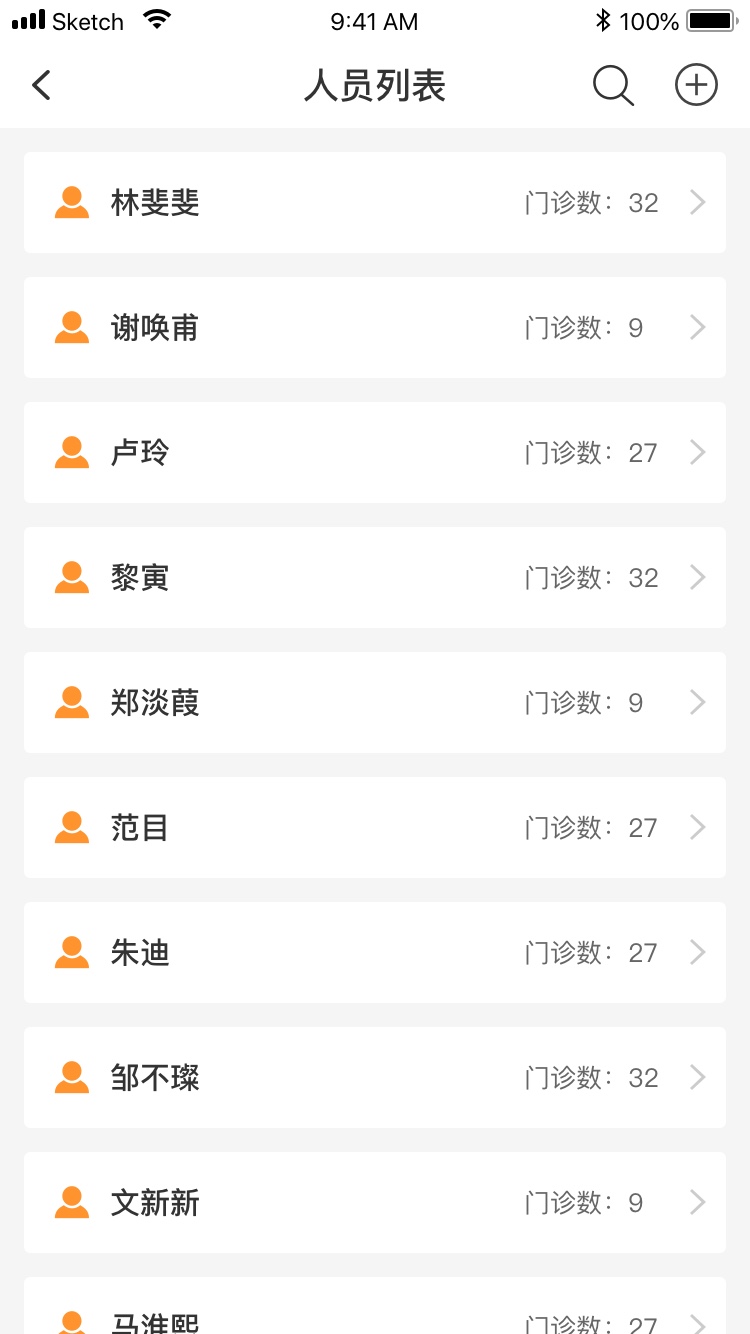 Sketch 9:41 AM 100%
人员列表
林斐斐 门诊数：32
谢唤甫 门诊数：9
卢玲 门诊数：27
黎寅 门诊数：32
郑淡葭 门诊数：9
范目 门诊数：27
朱迪 门诊数：27
邹不璨 门诊数：32
文新新 门诊数：9
马淮熙 门诊数：27